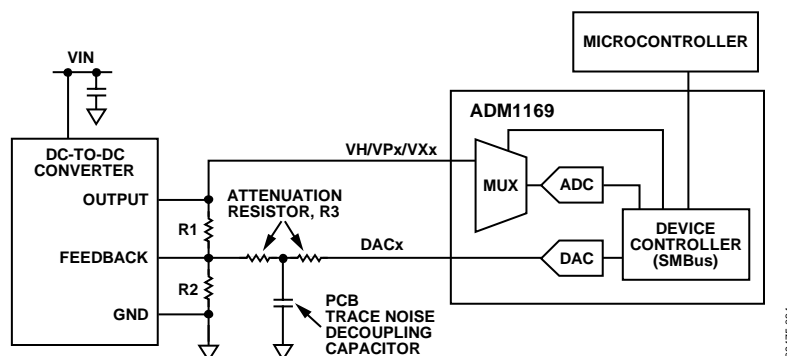 MICROCONTROLLER
VIN
ADM1169
DC-TO-DC
CONVERTER
VH/VPx/VXx
MUX
ADC
OUTPUT
ATTENUATION
RESISTOR, R3
R1
DEVICE
CONTROLLER
(SMBus)
FEEDBACK
DACx
DAC
R2
GND
PCB
TRACE NOISE
DECOUPLING
CAPACITOR